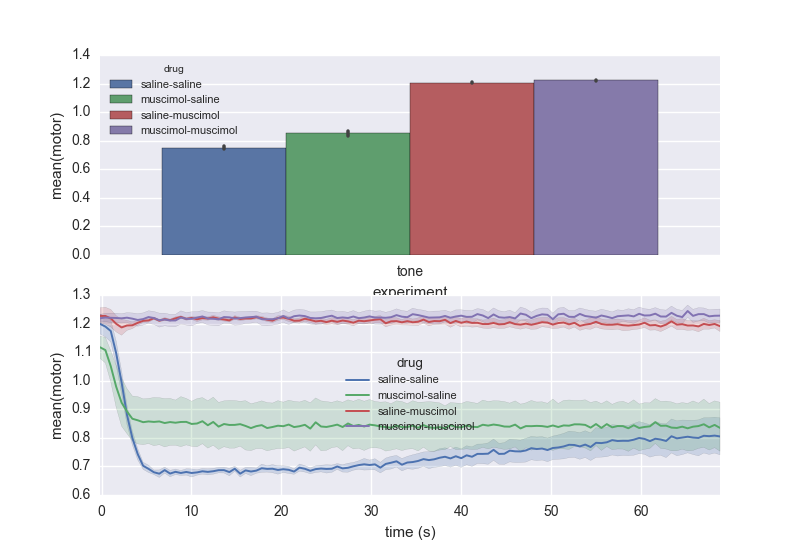 1.4
1.2
1.0
0.8
0.6
0.4
0.2
0.0
mean(motor)
drug
saline-saline
muscimol-saline
saline-muscimol
muscimol-muscimol
tone
experiment
1.3
1.2
1.1
1.0
0.9
0.8
0.7
0.6
mean(motor)
drug
saline-saline
muscimol-saline
saline-muscimol
muscimol-muscimol
0 10 20 30 40 50 60
time (s)